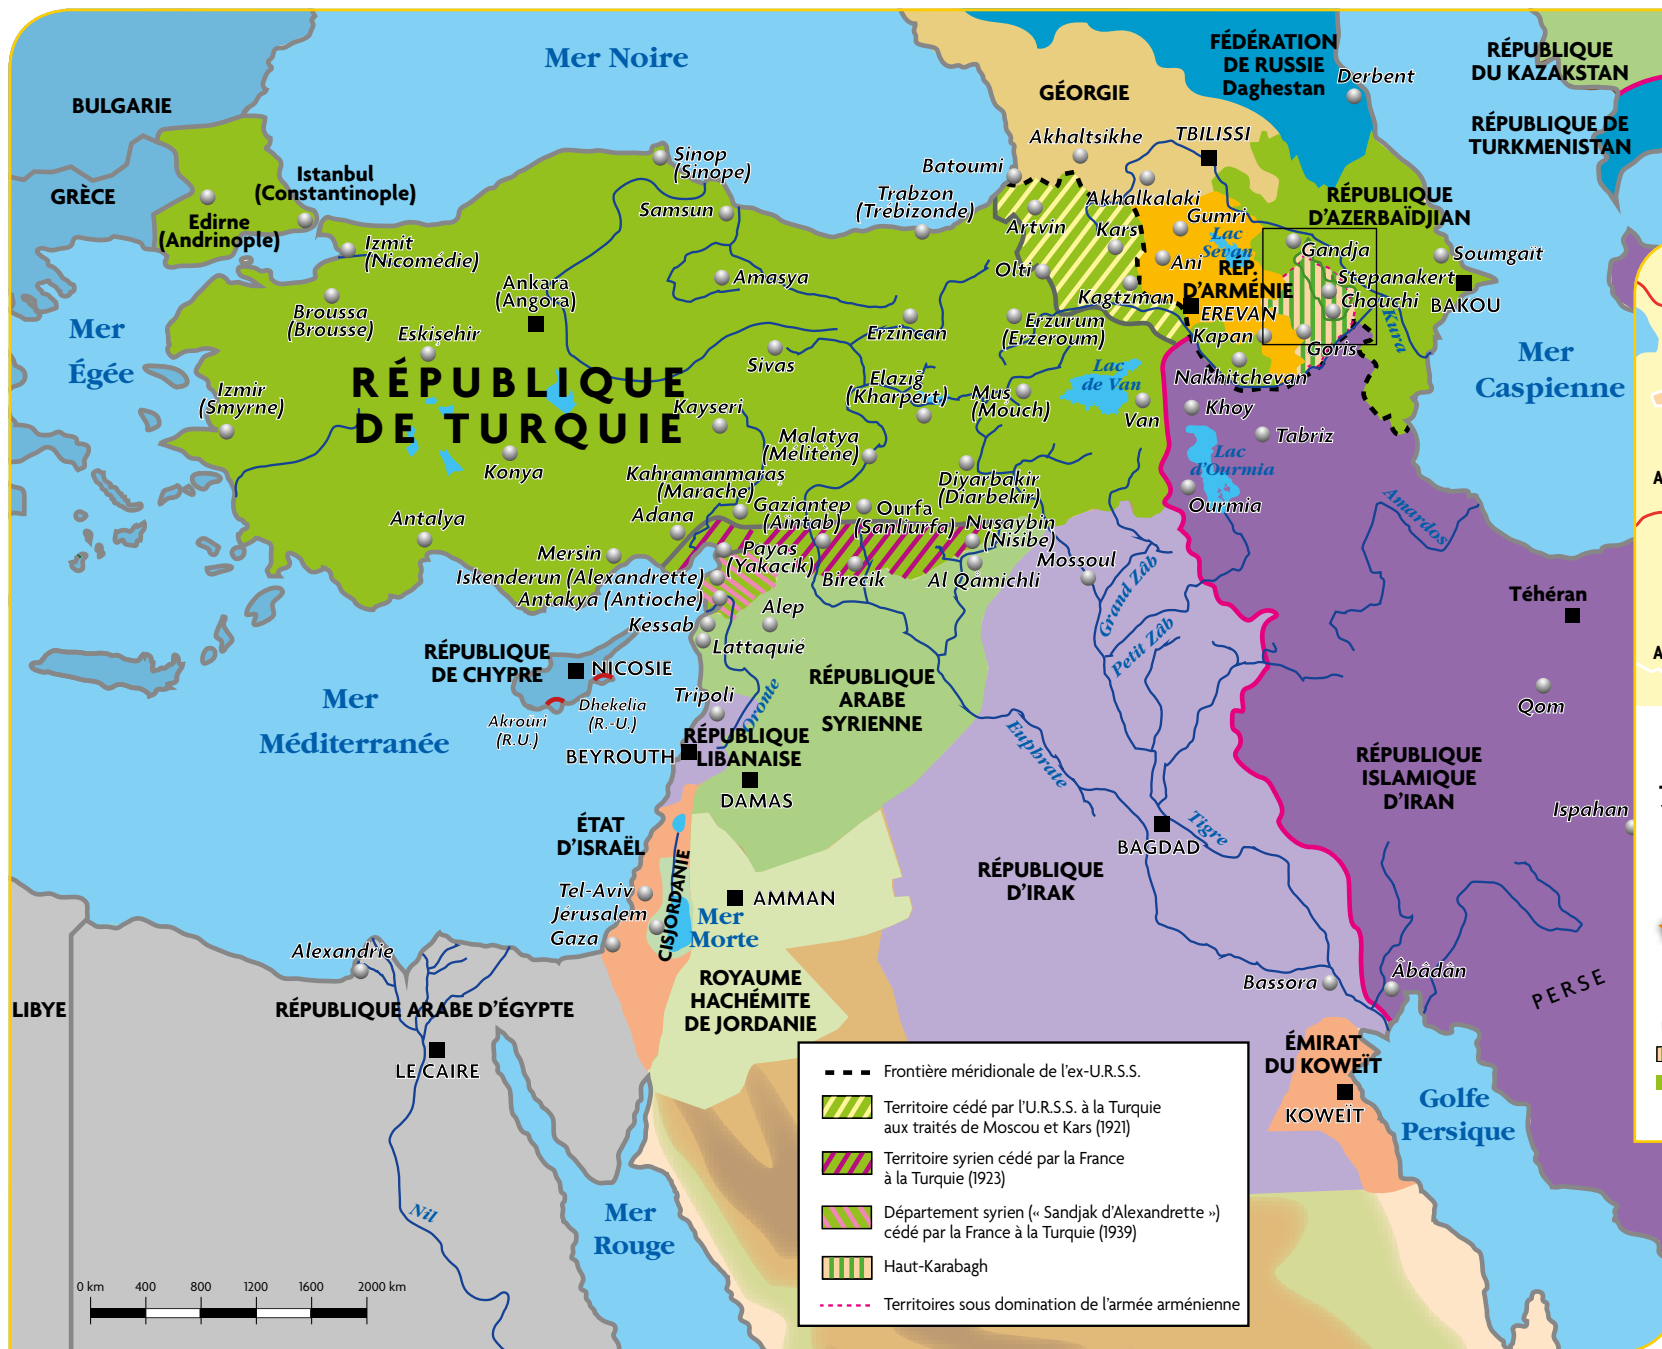 Mer Noire
BULGARIE
GRÈCE
Istanbul
(Constantinople)
Edirne
(Andrinople)
Izmit
(Nicomédie)
Sinop
(Sinope)
Samsun
Trabzon
(Trébizonde)
Batoumi
GÉORGIE
Akhaltsikhe
TBILISSI
FÉDÉRATION
DE RUSSIE
Daghestan
Derbent
RÉPUBLIQUE
DU KAZAKSTAN
RÉPUBLIQUE DE
TURKMENISTAN
RÉPUBLIQUE
D'AZERBAÏDJIAN
Akhalkalaki
Artvin
Kars
Gumri
Lac
Sevan
Ani
RÉP.
D'ARMÉNIE
EREVAN
Gandja
Stepanakert
Chouchi
Soumgaït
BAKOU
Kura
Olti
Kagtzman
Kapan
Goris
Nakhitchevan
Mer
Égée
Broussa
(Brousse)
Eskişehir
Ankara
(Angora)
Amasya
Erzincan
Erzurum
(Erzeroum)
Sivas
RÉPUBLIQUE
DE TURQUIE
Izmir
(Smyrne)
Kayseri
Elazığ
(Kharpert)
Mus
(Mouch)
Lac
de Van
Van
Khoy
Tabriz
Mer
Caspienne
Konya
Malatya
(Mélitène)
Kahramanmaraş
(Marache)
Diyarbakir
(Diarbekir)
Lac
d'Ourmia
Ourmia
Amardos
Antalya
Adana
Gaziantep
(Aïntab)
Ourfa
(Sanliurfa)
Nusaybin
(Nisibe)
Mersin
Payas
(Yakacik)
Iskenderun (Alexandrette)
Antakya (Antioche)
Birecik
Al Qamichli
Mossoul
Grand Zâb
Petit Zâb
Téhéran
Kessab
Alep
Lattaquié
RÉPUBLIQUE
DE CHYPRE
NICOSIE
Akroúri
(R.U.)
Dhekelia
(R.-U.)
Tripoli
Oronte
RÉPUBLIQUE
ARABE
SYRIENNE
Mer
Méditerranée
BEYROUTH
RÉPUBLIQUE
LIBANAISE
DAMAS
Euphrate
Qom
RÉPUBLIQUE
ISLAMIQUE
D'IRAN
Ispahan
ÉTAT
D'ISRAËL
CISJORDANIE
BAGDAD
Tigre
RÉPUBLIQUE
D'IRAK
Tel-Aviv
Jérusalem
Gaza
AMMAN
Mer
Morte
ROYAUME
HACHÉMITE
DE JORDANIE
Alexandrie
LIBYE
RÉPUBLIQUE ARABE D'ÉGYPTE
LE CAIRE
Nil
Mer
Rouge
Bassora
Âbâdân
PERSE
ÉMIRAT
DU KOWEÏT
KOWEÏT
Golfe
Persique
Frontière méridionale de l'ex-U.R.S.S.
Territoire cédé par l'U.R.S.S. à la Turquie
aux traités de Moscou et Kars (1921)
Territoire syrien cédé par la France
à la Turquie (1923)
Département syrien (« Sandjak d'Alexandrette »)
cédé par la France à la Turquie (1939)
Haut-Karabagh
Territoires sous domination de l'armée arménienne
0 km 400 800 1200 1600 2000 km